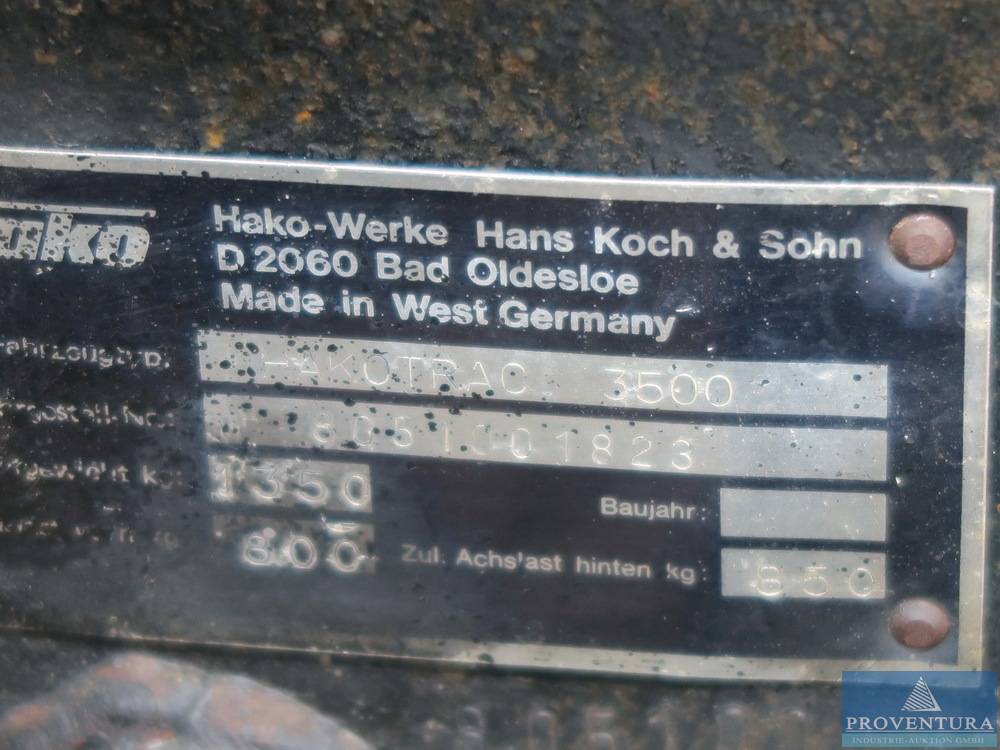 Hako-Werke Hans Koch & Sohn
D 2060 Bad Oldesloe
Made in West Germany
HAKOTRAC 3500
8051001823
1350
Baujahr:
800 Zul. Achslast hinten kg: 850
PROVENTURA
INDUSTRIE-AUKTION GMBH